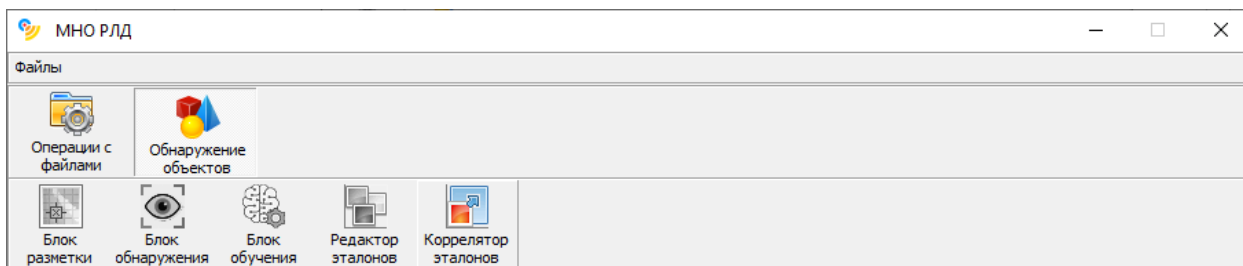 МНО РЛД
Файлы
Операции с
файлами
Обнаружение
объектов
Блок
разметки
Блок
обнаружения
Блок
обучения
Редактор
эталонов
Коррелятор
эталонов